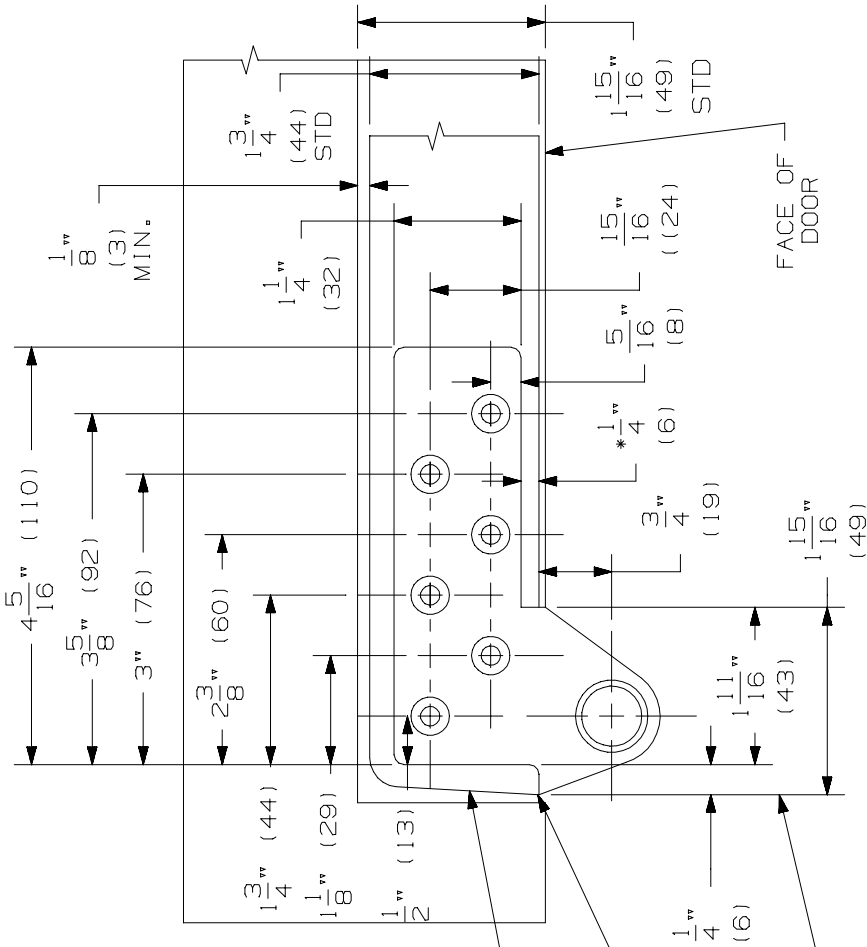 4 5/16" (110)
3 5/8" (92)
3" (76)
2 3/8" (60)
1 3/4" (44)
1 1/8" (29)
1/2" (13)
1/8"
(3)
MIN.
1 3/4"
(44)
STD
1 1/4"
(32)
1 15/16"
(49)
STD
15/16"
((24)
5/16"
(8)
*1/4"
(6)
3/4"
(19)
FACE OF
DOOR
1 15/16"
(49)
1 11/16"
(43)
1/4"
(6)